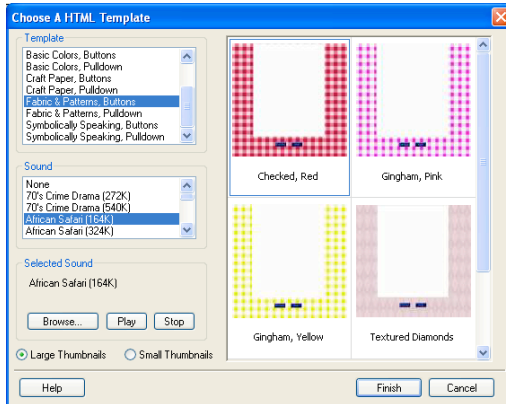 Choose A HTML Template
Template
Basic Colors, Buttons
Basic Colors, Pulldown
Craft Paper, Buttons
Craft Paper, Pulldown
Fabric & Patterns, Buttons
Fabric & Patterns, Pulldown
Symbolically Speaking, Buttons
Symbolically Speaking, Pulldown
Sound
None
70's Crime Drama (272K)
70's Crime Drama (540K)
African Safari (164K)
African Safari (324K)
Selected Sound
African Safari (164K)
Browse... Play Stop
Large Thumbnails Small Thumbnails
Checked, Red Gingham, Pink
Gingham, Yellow Textured Diamonds
Help Finish Cancel